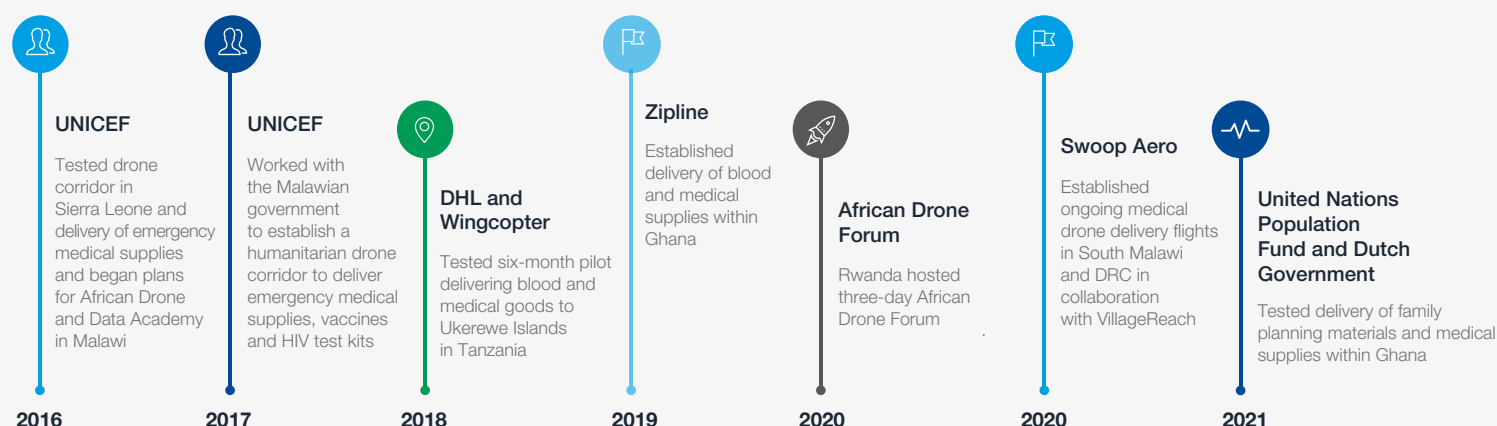 UNICEF
Tested drone
corridor in
Sierra Leone and
delivery of emergency
medical supplies
and began plans
for African Drone
and Data Academy
in Malawi
2016
UNICEF
Worked with
the Malawian
government
to establish a
humanitarian drone
corridor to deliver
emergency medical
supplies, vaccines
and HIV test kits
2017
DHL and
Wingcopter
Tested six-month pilot
delivering blood and
medical goods to
Ukerewe Islands
in Tanzania
2018
Zipline
Established
delivery of blood
and medical
supplies within
Ghana
2019
African Drone
Forum
Rwanda hosted
three-day African
Drone Forum
.
2020
Swoop Aero
Established
ongoing medical
drone delivery flights
in South Malawi
and DRC in
collaboration
with VillageReach
2020
United Nations
Population
Fund and Dutch
Government
Tested delivery of family
planning materials and medical
supplies within Ghana
2021